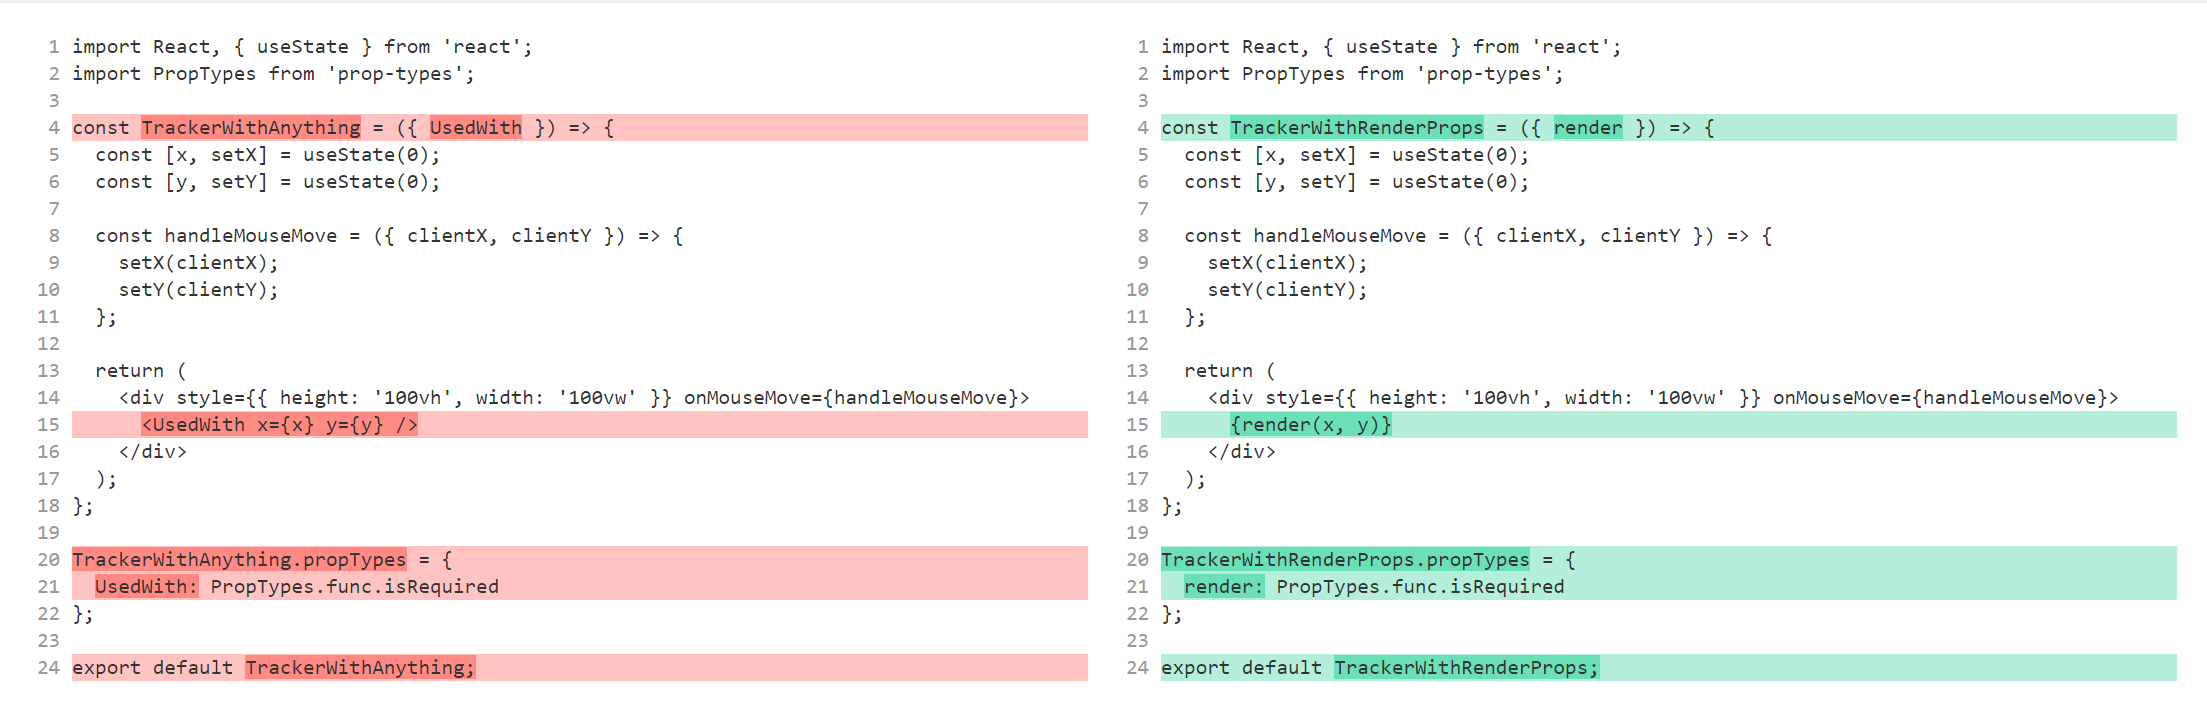 1 import React, { useState } from 'react';
2 import PropTypes from 'prop-types';
3
4 const TrackerWithAnything = ({ UsedWith }) => {
5   const [x, setX] = useState(0);
6   const [y, setY] = useState(0);
7
8   const handleMouseMove = ({ clientX, clientY }) => {
9     setX(clientX);
10     setY(clientY);
11   };
12
13   return (
14     <div style={{ height: '100vh', width: '100vw' }} onMouseMove={handleMouseMove}>
15       <UsedWith x={x} y={y} />
16     </div>
17   );
18 };
19
20 TrackerWithAnything.propTypes = {
21   UsedWith: PropTypes.func.isRequired
22 };
23
24 export default TrackerWithAnything;
1 import React, { useState } from 'react';
2 import PropTypes from 'prop-types';
3
4 const TrackerWithRenderProps = ({ render }) => {
5   const [x, setX] = useState(0);
6   const [y, setY] = useState(0);
7
8   const handleMouseMove = ({ clientX, clientY }) => {
9     setX(clientX);
10     setY(clientY);
11   };
12
13   return (
14     <div style={{ height: '100vh', width: '100vw' }} onMouseMove={handleMouseMove}>
15       {render(x, y)}
16     </div>
17   );
18 };
19
20 TrackerWithRenderProps.propTypes = {
21   render: PropTypes.func.isRequired
22 };
23
24 export default TrackerWithRenderProps;